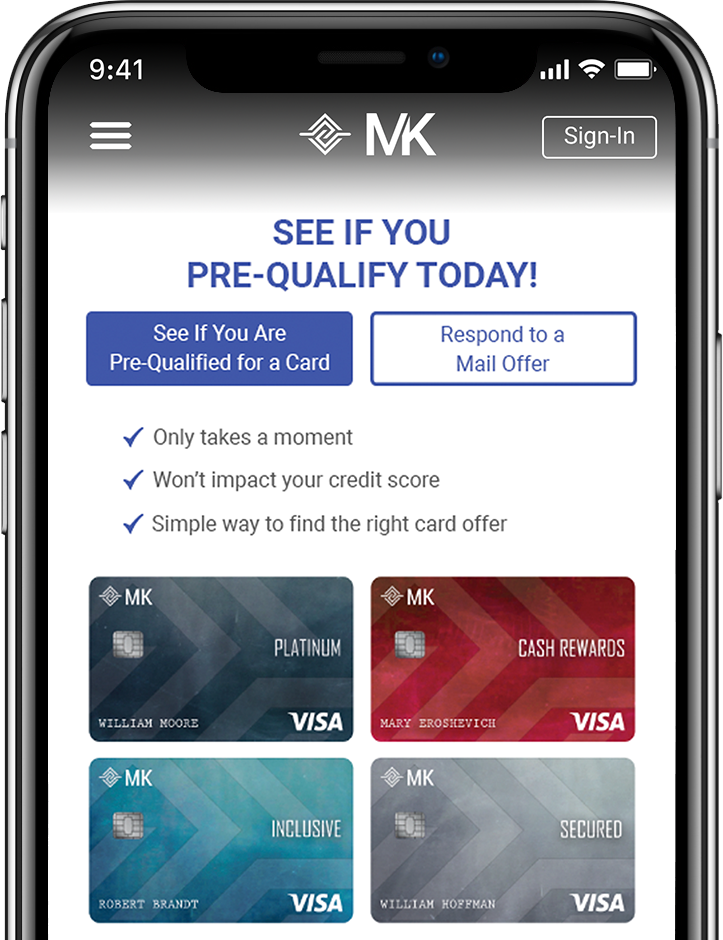 9:41
MK
Sign-In
SEE IF YOU
PRE-QUALIFY TODAY!
See If You Are
Pre-Qualified for a Card
Respond to a
Mail Offer
Only takes a moment
Won’t impact your credit score
Simple way to find the right card offer
MK
PLATINUM
WILLIAM MOORE
VISA
MK
CASH REWARDS
MARY EROSHEVICH
VISA
MK
INCLUSIVE
ROBERT BRANDT
VISA
MK
SECURED
WILLIAM HOFFMAN
VISA